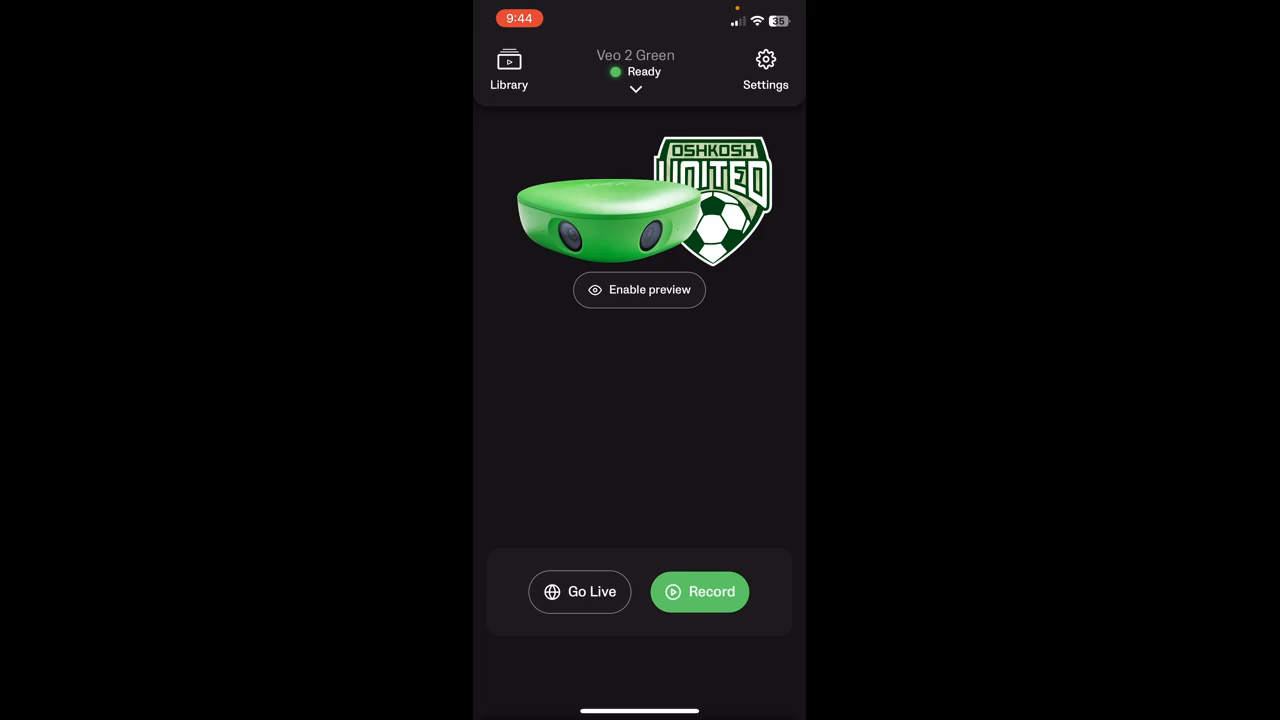 9:44
35
Library
Veo 2 Green
Ready
Settings
OSHKOSH
UNITED
Enable preview
Go Live
Record